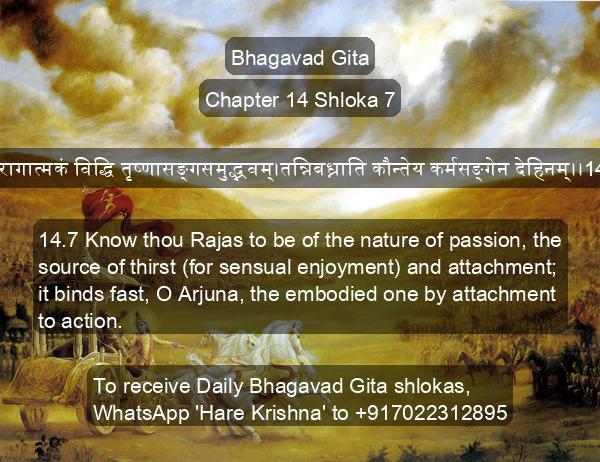 Bhagavad Gita
Chapter 14 Shloka 7
रागात्मकं विद्धि तृष्णासङ्गसमुद्भवम्।तन्निबध्नाति कौन्तेय कर्मसङ्गेन देहिनम्।।14
14.7 Know thou Rajas to be of the nature of passion, the
source of thirst (for sensual enjoyment) and attachment;
it binds fast, O Arjuna, the embodied one by attachment
to action.
To receive Daily Bhagavad Gita shlokas,
WhatsApp 'Hare Krishna' to +917022312895